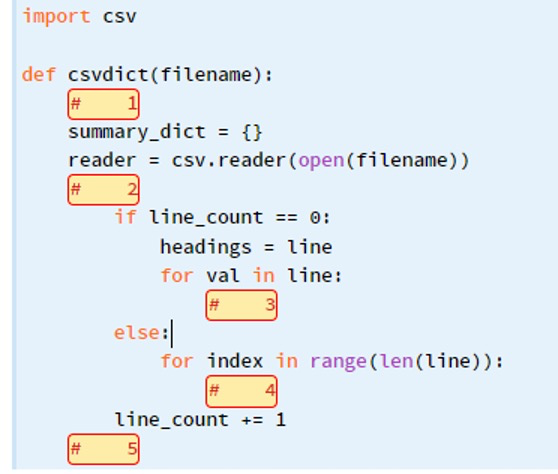 import csv

def csvdict(filename):
    #    1
    summary_dict = {}
    reader = csv.reader(open(filename))
    #    2
        if line_count == 0:
            headings = line
            for val in line:
                #    3
        else:
            for index in range(len(line)):
                #    4
        line_count += 1
    #    5